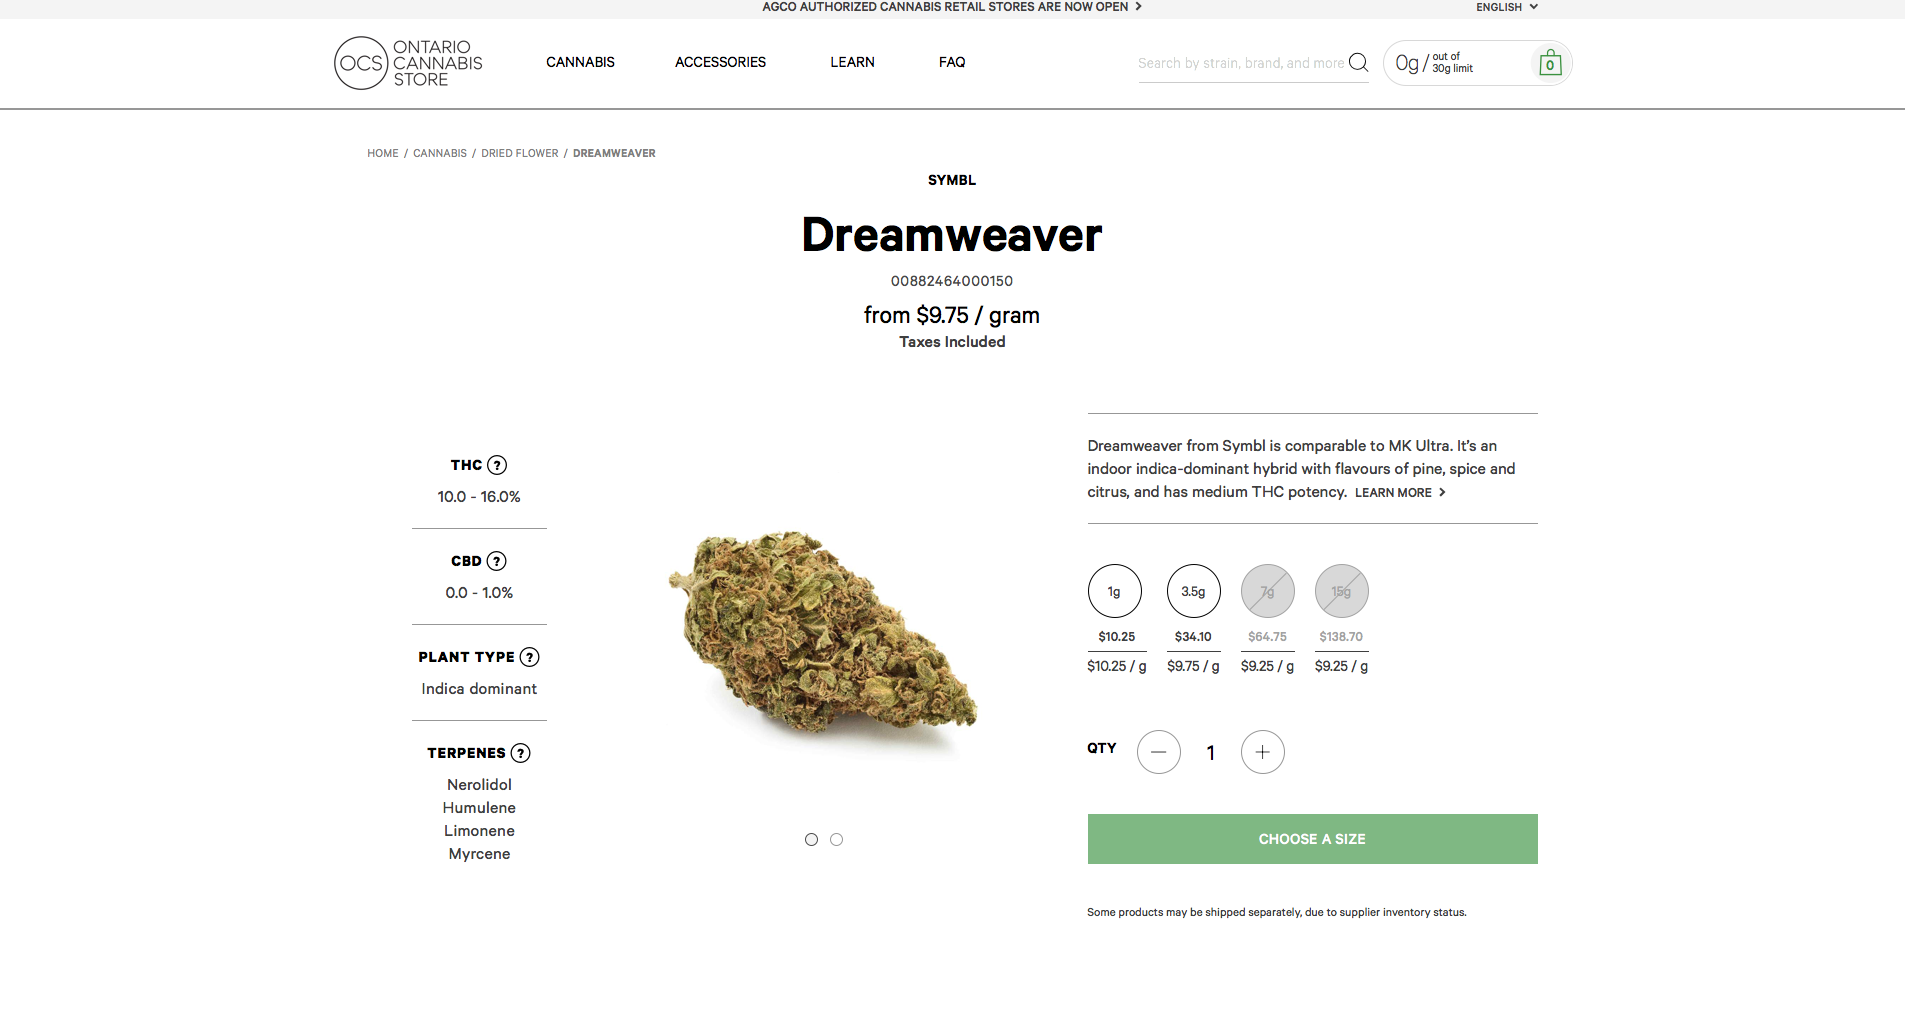 AGCO AUTHORIZED CANNABIS RETAIL STORES ARE NOW OPEN >
ENGLISH
OCS
ONTARIO
CANNABIS
STORE
CANNABIS
ACCESSORIES
LEARN
FAQ
Search by strain, brand, and more
0g / out of
30g limit
0
HOME / CANNABIS / DRIED FLOWER / DREAMWEAVER
SYMBL
Dreamweaver
00882464000150
from $9.75 / gram
Taxes Included
THC ?
10.0 - 16.0%
CBD ?
0.0 - 1.0%
PLANT TYPE ?
Indica dominant
TERPENES ?
Nerolidol
Humulene
Limonene
Myrcene
Dreamweaver from Symbl is comparable to MK Ultra. It’s an
indoor indica-dominant hybrid with flavours of pine, spice and
citrus, and has medium THC potency. LEARN MORE >
1g 3.5g 7g 15g
$10.25 $34.10 $64.75 $138.70
$10.25 / g $9.75 / g $9.25 / g $9.25 / g
QTY — 1 +
CHOOSE A SIZE
Some products may be shipped separately, due to supplier inventory status.